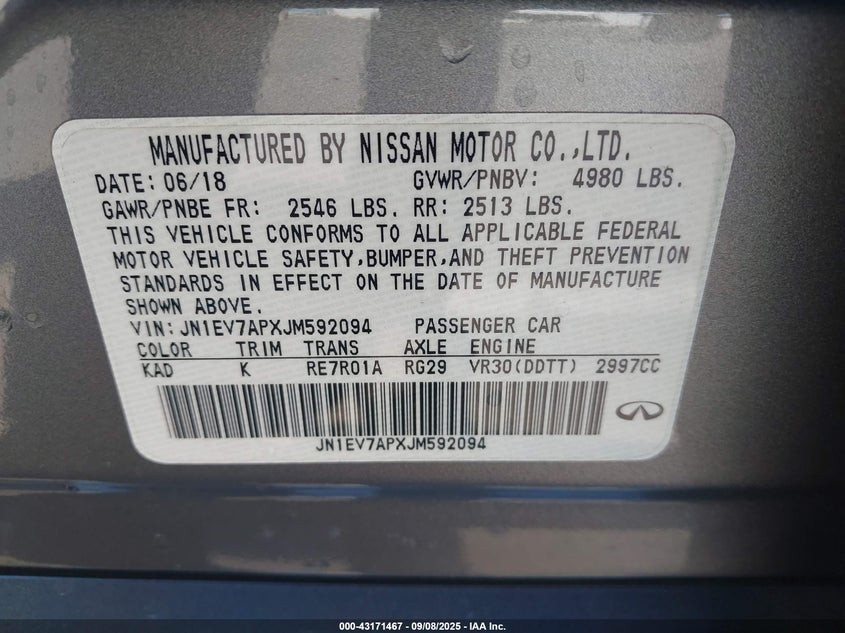 MANUFACTURED BY NISSAN MOTOR CO.,LTD.
DATE: 06/18 GVWR/PNBV: 4980 LBS.
GAWR/PNBE FR: 2546 LBS. RR: 2513 LBS.
THIS VEHICLE CONFORMS TO ALL APPLICABLE FEDERAL
MOTOR VEHICLE SAFETY,BUMPER,AND THEFT PREVENTION
STANDARDS IN EFFECT ON THE DATE OF MANUFACTURE
SHOWN ABOVE.
VIN: JN1EV7APXJM592094 PASSENGER CAR
COLOR TRIM TRANS AXLE ENGINE
KAD K RE7R01A RG29 VR30(DDTT) 2997CC
JN1EV7APXJM592094
000-43171467 - 09/08/2025 - IAA Inc.